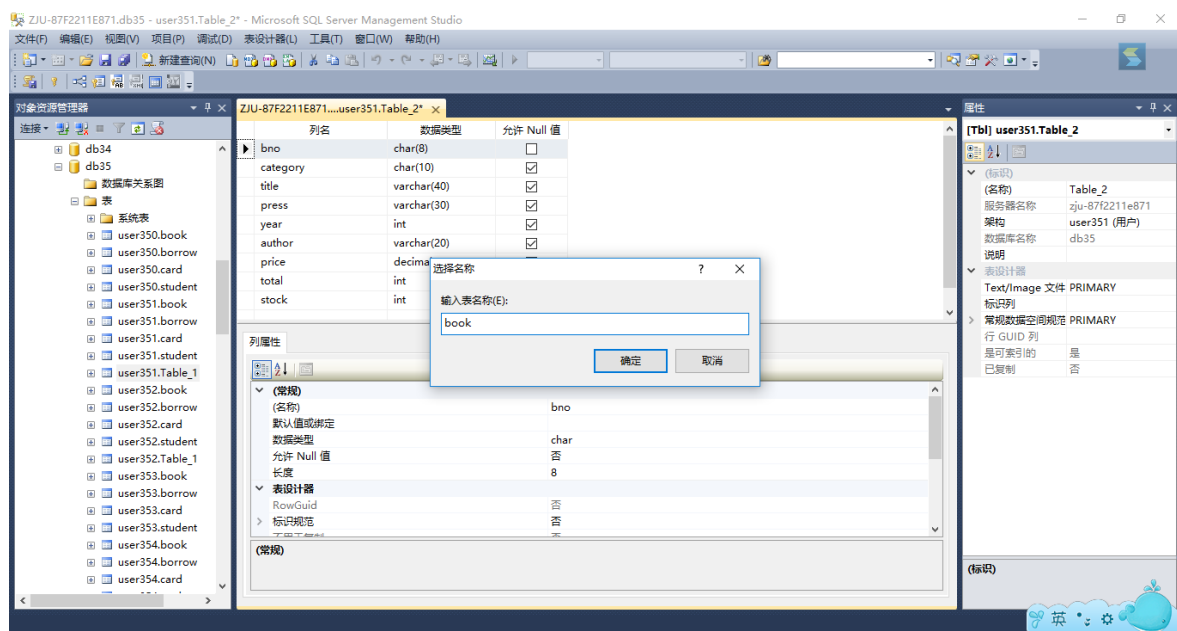 ZJU-87F2211E871.db35 - user351.Table_2* - Microsoft SQL Server Management Studio
文件(F) 编辑(E) 视图(V) 项目(P) 调试(D) 表设计器(L) 工具(T) 窗口(W) 帮助(H)
新建查询(N)
对象资源管理器
连接
db34
db35
数据库关系图
表
系统表
user350.book
user350.borrow
user350.card
user350.student
user351.book
user351.borrow
user351.card
user351.student
user351.Table_1
user352.book
user352.borrow
user352.card
user352.student
user352.Table_1
user353.book
user353.borrow
user353.card
user353.student
user354.book
user354.borrow
user354.card
ZJU-87F2211E871....user351.Table_2*
列名 数据类型 允许 Null 值
bno char(8)
category char(10)
title varchar(40)
press varchar(30)
year int
author varchar(20)
price decima
total int
stock int
选择名称 ?
输入表名称(E):
book
确定 取消
列属性
(常规)
(名称) bno
默认值或绑定
数据类型 char
允许 Null 值 否
长度 8
表设计器
RowGuid 否
标识规范 否
(常规)
属性
[Tbl] user351.Table_2
(标识)
(名称) Table_2
服务器名称 zju-87f2211e871
架构 user351 (用户)
数据库名称 db35
说明
表设计器
Text/Image 文件 PRIMARY
标识列
常规数据空间规范 PRIMARY
行 GUID 列
是可索引的 是
已复制 否
(标识)
英